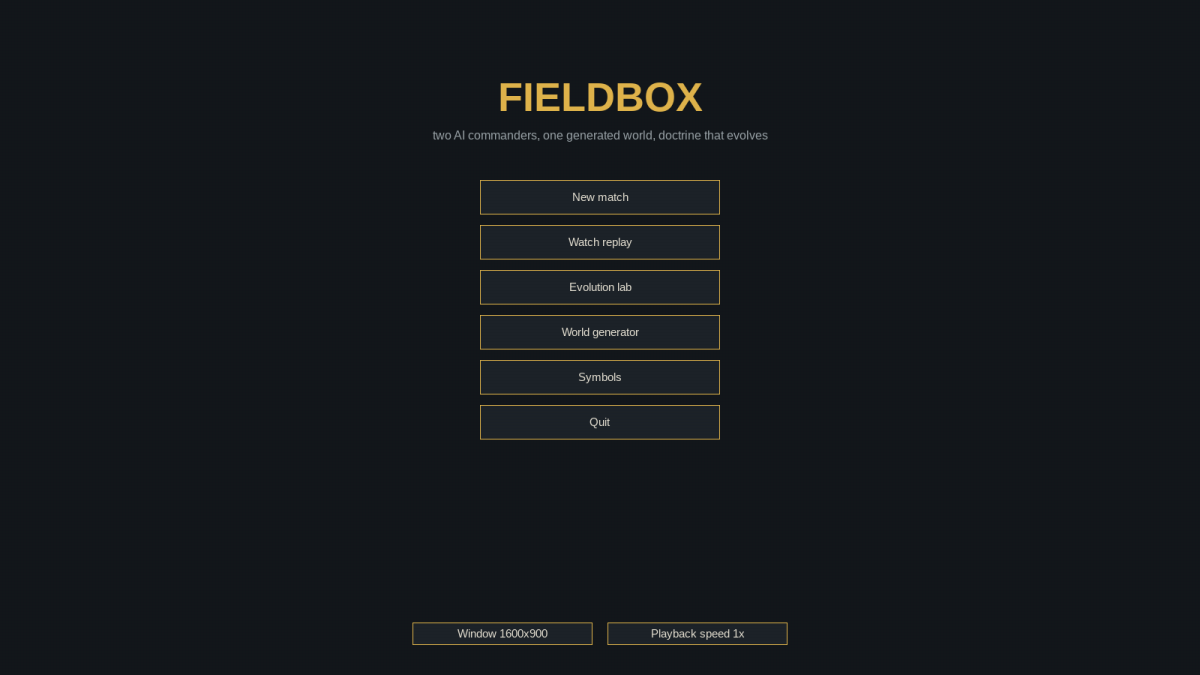 FIELDBOX
two AI commanders, one generated world, doctrine that evolves
New match
Watch replay
Evolution lab
World generator
Symbols
Quit
Window 1600x900
Playback speed 1x